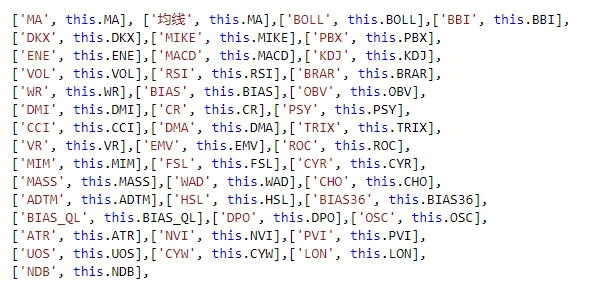 ['MA', this.MA], ['均线', this.MA],['BOLL', this.BOLL],['BBI', this.BBI],
['DKX', this.DKX],['MIKE', this.MIKE],['PBX', this.PBX],
['ENE', this.ENE],['MACD', this.MACD],['KDJ', this.KDJ],
['VOL', this.VOL],['RSI', this.RSI],['BRAR', this.BRAR],
['WR', this.WR],['BIAS', this.BIAS],['OBV', this.OBV],
['DMI', this.DMI],['CR', this.CR],['PSY', this.PSY],
['CCI', this.CCI],['DMA', this.DMA],['TRIX', this.TRIX],
['VR', this.VR],['EMV', this.EMV],['ROC', this.ROC],
['MIM', this.MIM],['FSL', this.FSL],['CYR', this.CYR],
['MASS', this.MASS],['WAD', this.WAD],['CHO', this.CHO],
['ADTM', this.ADTM],['HSL', this.HSL],['BIAS36', this.BIAS36],
['BIAS_QL', this.BIAS_QL],['DPO', this.DPO],['OSC', this.OSC],
['ATR', this.ATR],['NVI', this.NVI],['PVI', this.PVI],
['UOS', this.UOS],['CYW', this.CYW],['LON', this.LON],
['NDB', this.NDB],